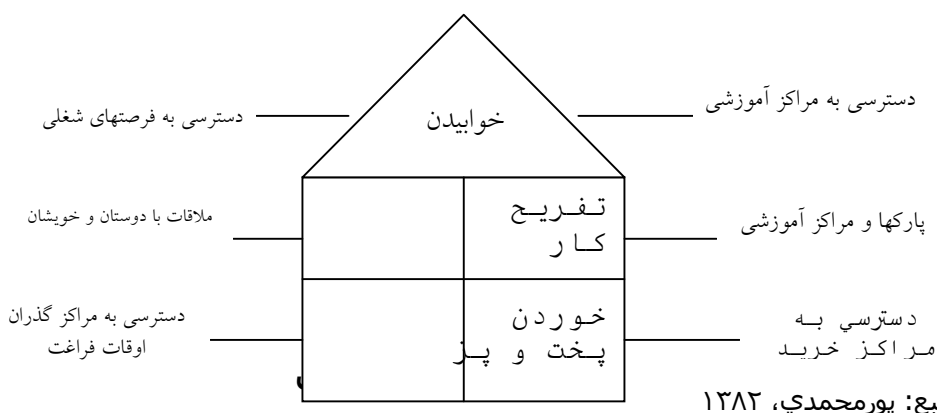 دسترسی به مراکز آموزشی
دسترسی به فرصتهای شغلی
خوابیدن
پارکها و مراکز آموزشی
تفریح
کار
ملاقات با دوستان و خویشان
دسترسي به
مراکز خريد
خوردن
پخت و پز
دسترسی به مراکز گذران
اوقات فراغت
پورمحمدي، ۱۳۸۲